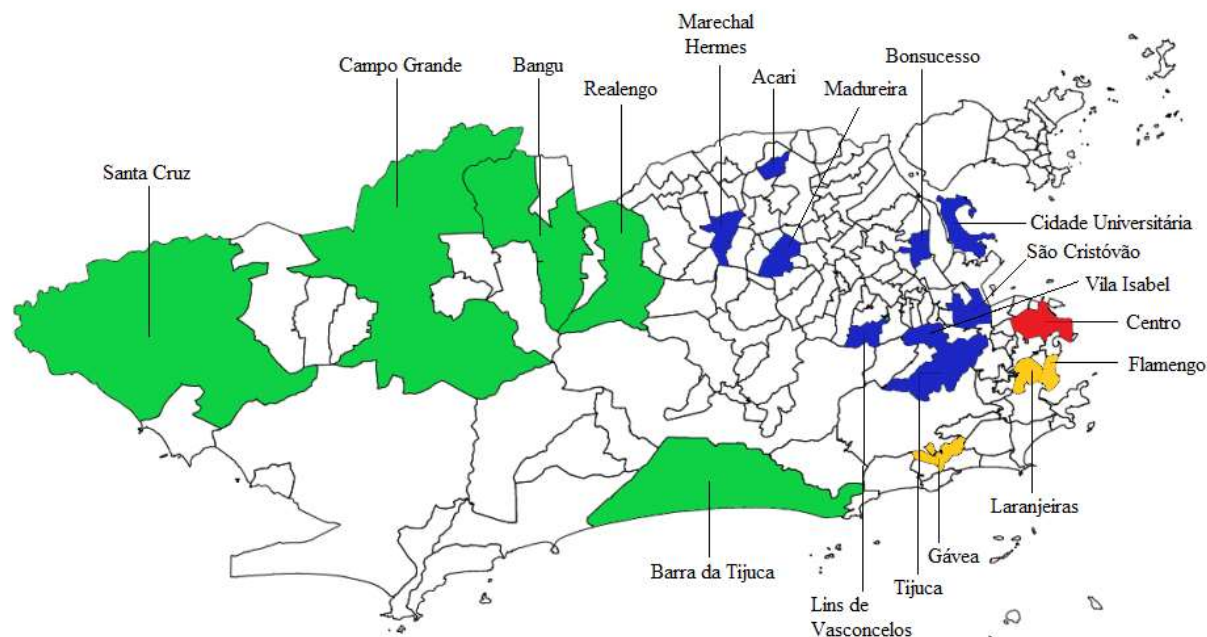 Marechal
Hermes
Campo Grande
Bangu
Bonsucesso
Acari
Realengo
Madureira
Santa Cruz
Cidade Universitária
São Cristóvão
Vila Isabel
Centro
Flamengo
Laranjeiras
Gávea
Barra da Tijuca
Tijuca
Lins de
Vasconcelos